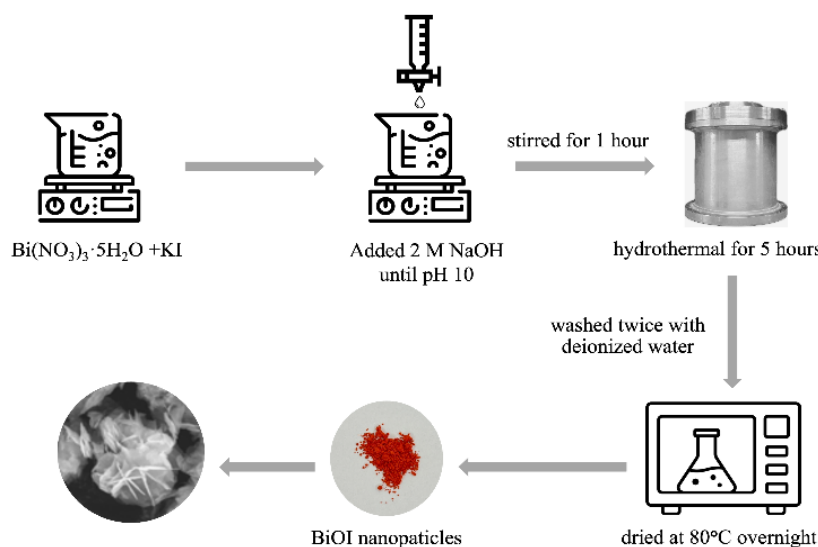 Bi(NO₃)₃·5H₂O +KI
Added 2 M NaOH
until pH 10
stirred for 1 hour
hydrothermal for 5 hours
washed twice with
deionized water
dried at 80°C overnight
BiOI nanopaticles